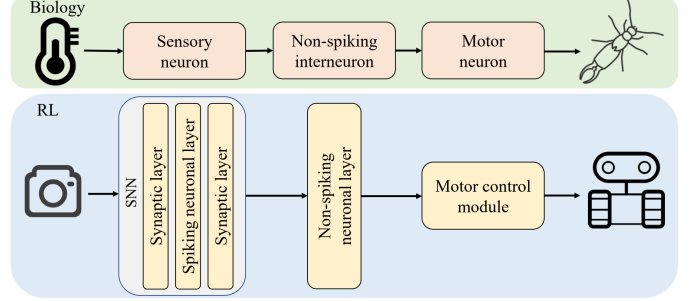 Biology
Sensory
neuron
Non-spiking
interneuron
Motor
neuron
RL
SNN
Synaptic layer
Spiking neuronal layer
Synaptic layer
Non-spiking
neuronal layer
Motor control
module